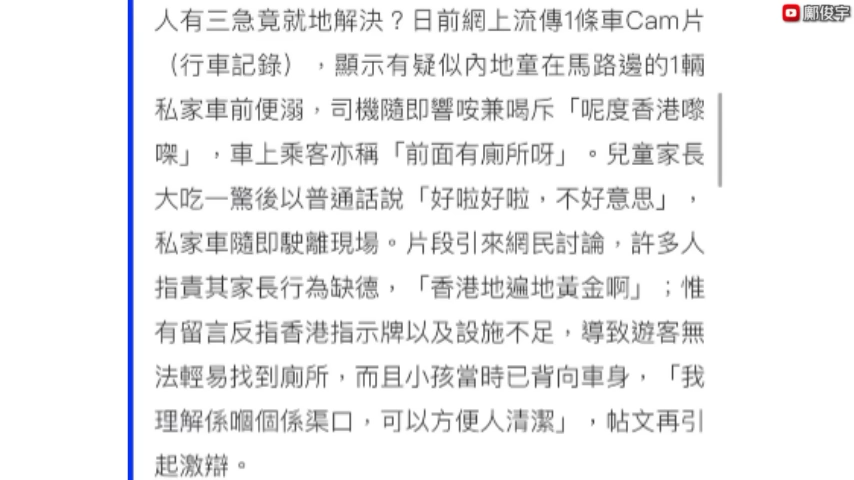 鄺俊宇
人有三急竟就地解決？日前網上流傳1條車Cam片
（行車記錄），顯示有疑似內地童在馬路邊的1輛
私家車前便溺，司機隨即響咹兼喝斥「呢度香港嚟
㗎」，車上乘客亦稱「前面有廁所呀」。兒童家長
大吃一驚後以普通話說「好啦好啦，不好意思」，
私家車隨即駛離現場。片段引來網民討論，許多人
指責其家長行為缺德，「香港地遍地黃金啊」；惟
有留言反指香港指示牌以及設施不足，導致遊客無
法輕易找到廁所，而且小孩當時已背向車身，「我
理解係嗰個係渠口，可以方便人清潔」，帖文再引
起激辯。